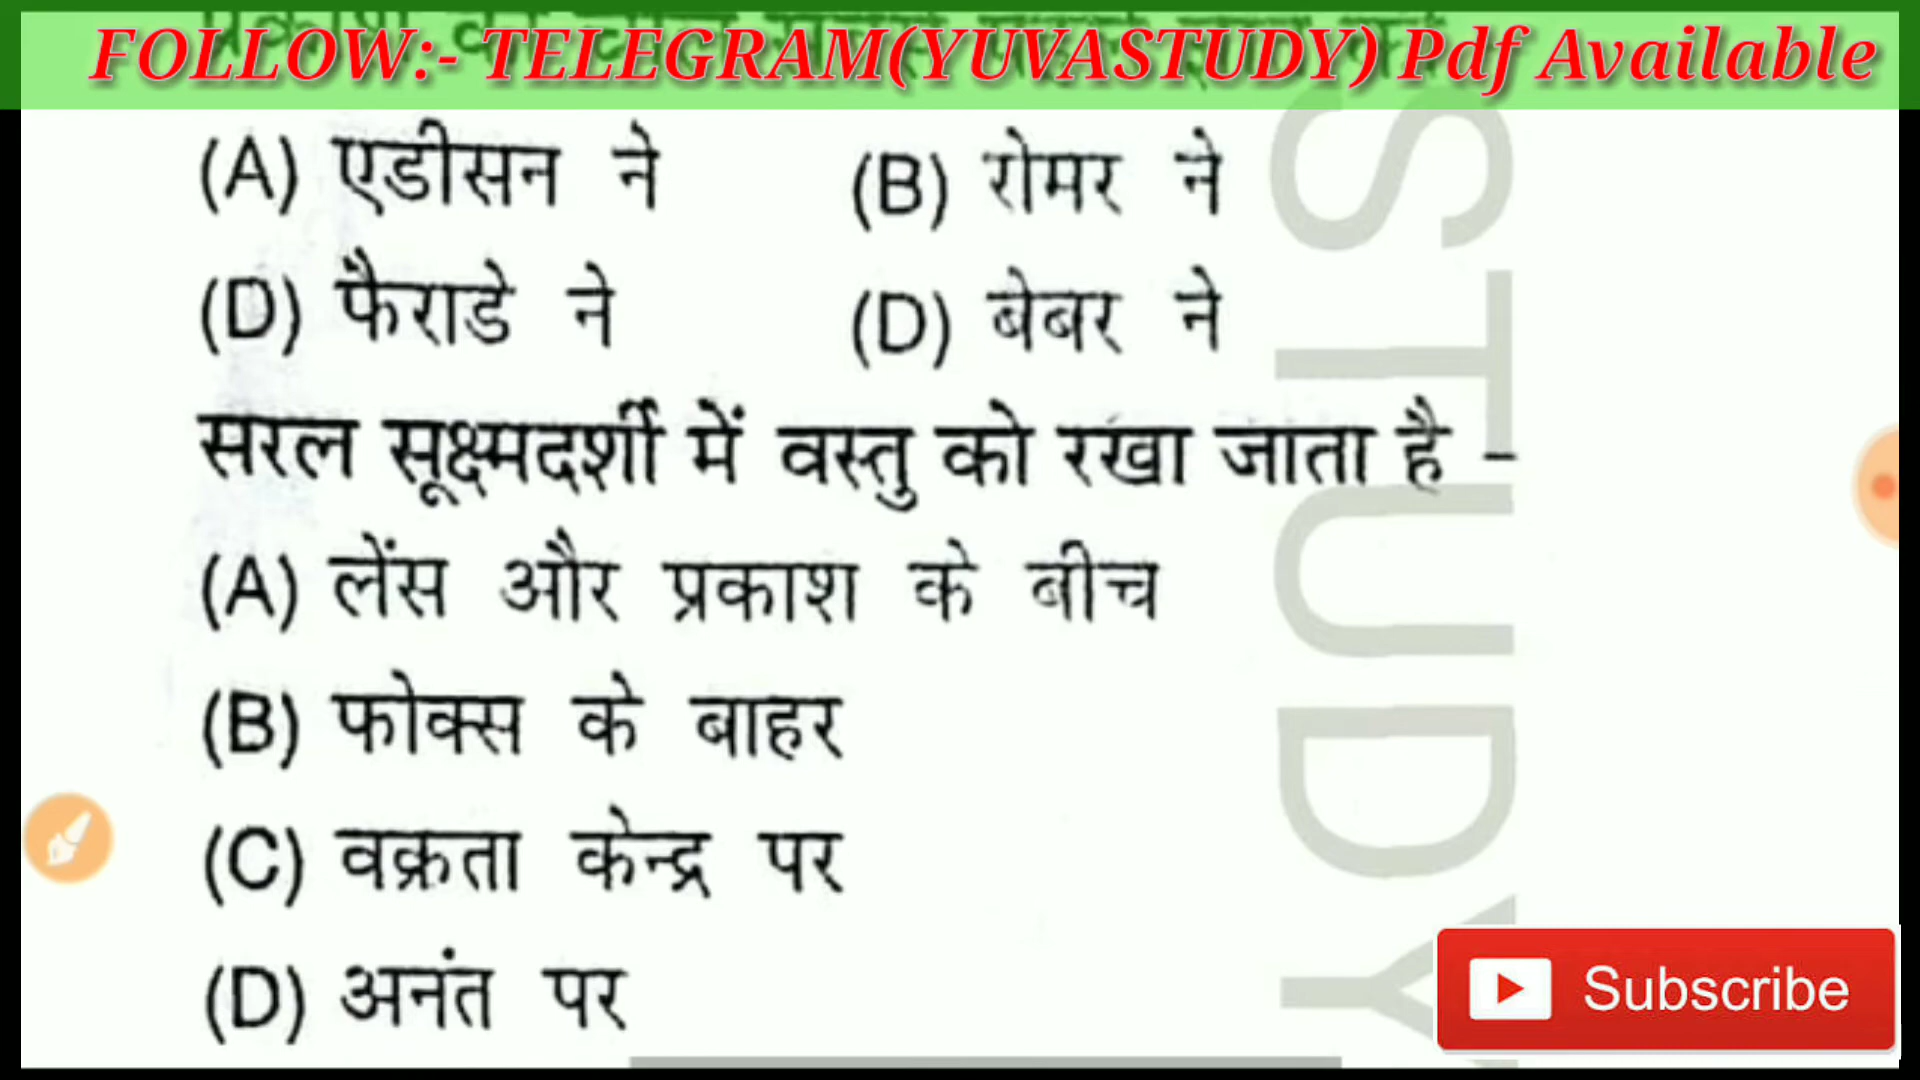 FOLLOW:- TELEGRAM(YUVASTUDY) Pdf Available
(A) एडीसन ने (B) रोमर ने
(D) फैराडे ने (D) बेबर ने
सरल सूक्ष्मदर्शी में वस्तु को रखा जाता है –
(A) लेंस और प्रकाश के बीच
(B) फोक्स के बाहर
(C) वक्रता केन्द्र पर
(D) अनंत पर
STUDY
Subscribe